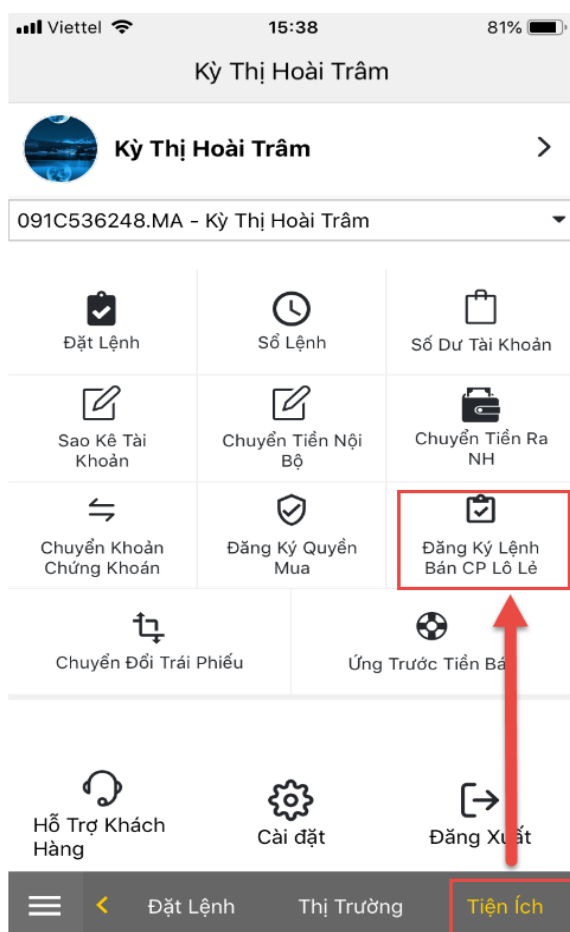 Viettel 15:38 81%
Kỳ Thị Hoài Trâm
Kỳ Thị Hoài Trâm
091C536248.MA - Kỳ Thị Hoài Trâm
Đặt Lệnh
Sổ Lệnh
Số Dư Tài Khoản
Sao Kê Tài
Khoản
Chuyển Tiền Nội
Bộ
Chuyển Tiền Ra
NH
Chuyển Khoản
Chứng Khoán
Đăng Ký Quyền
Mua
Đăng Ký Lệnh
Bán CP Lô Lẻ
Chuyển Đổi Trái Phiếu
Ứng Trước Tiền
Hỗ Trợ Khách
Hàng
Cài đặt
Đăng Xuất
Đặt Lệnh Thị Trường Tiện Ích